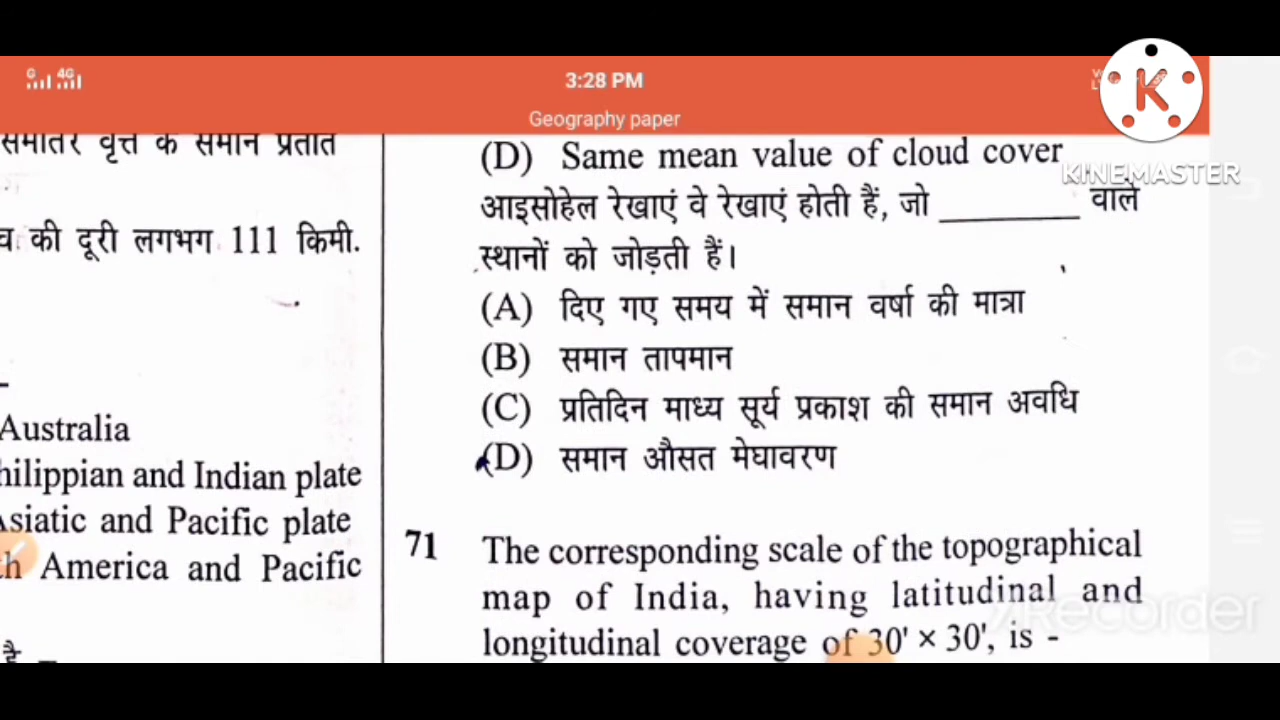 3:28 PM
Geography paper
KINEMASTER
समांतर वृत्त के समान प्रतीत
की दूरी लगभग 111 किमी.
Australia
hilippian and Indian plate
Asiatic and Pacific plate
h America and Pacific
है –
(D) Same mean value of cloud cover
आइसोहेल रेखाएं वे रेखाएं होती हैं, जो ________ वाले
स्थानों को जोड़ती हैं।
(A) दिए गए समय में समान वर्षा की मात्रा
(B) समान तापमान
(C) प्रतिदिन माध्य सूर्य प्रकाश की समान अवधि
(D) समान औसत मेघावरण
71 The corresponding scale of the topographical
map of India, having latitudinal and
longitudinal coverage of 30' × 30', is -
XRecorder